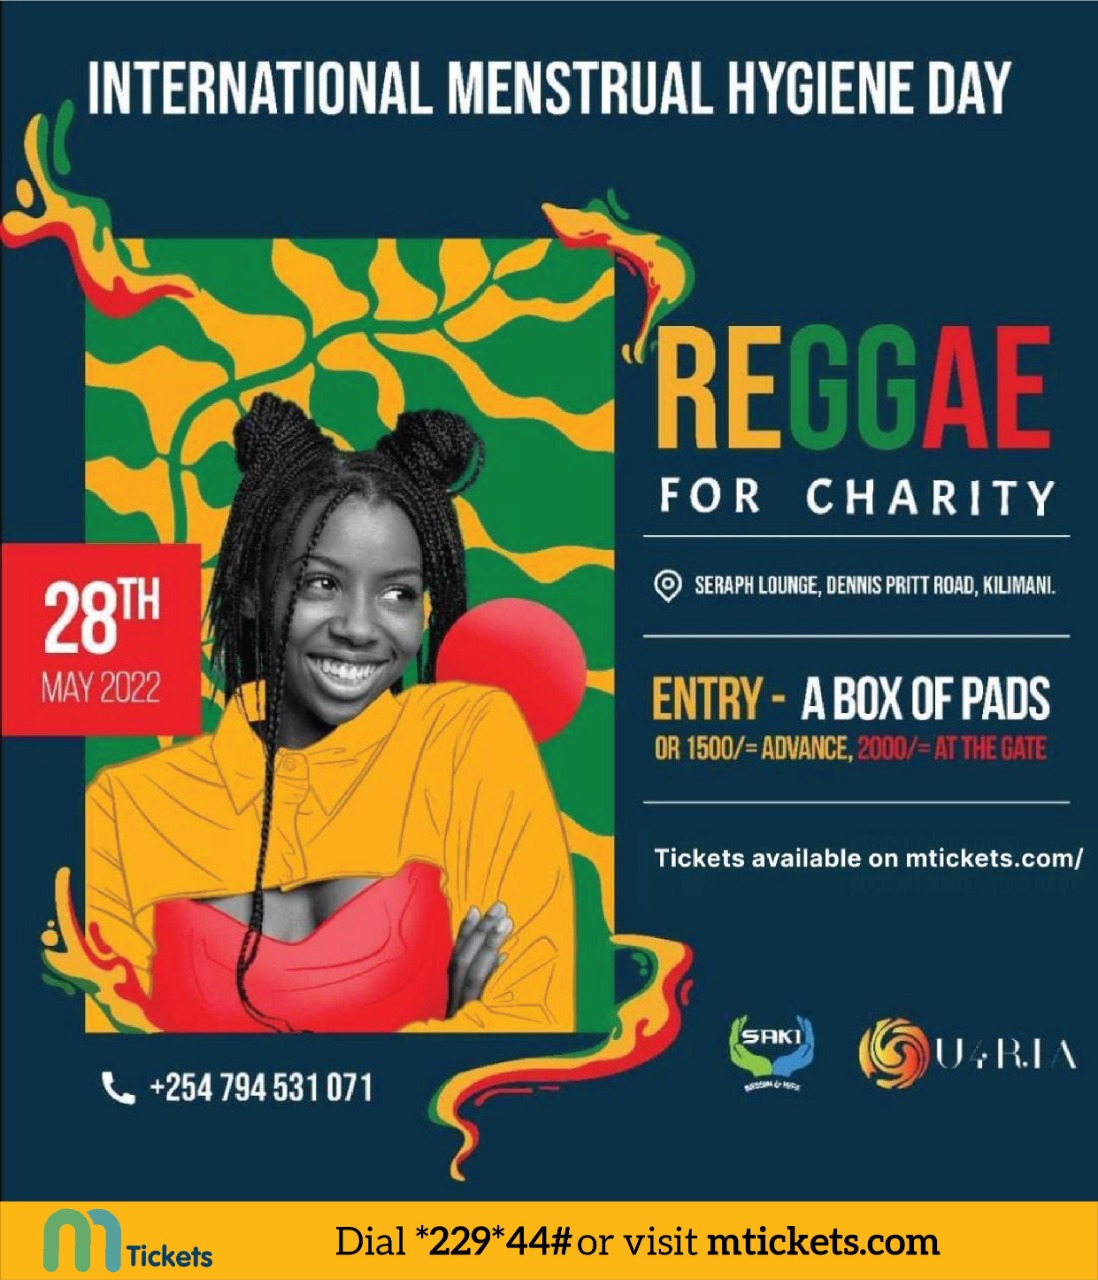 INTERNATIONAL MENSTRUAL HYGIENE DAY
REGGAE
FOR CHARITY
SERAPH LOUNGE, DENNIS PRITT ROAD, KILIMANI.
28TH
MAY 2022
ENTRY - A BOX OF PADS
OR 1500/= ADVANCE, 2000/= AT THE GATE
Tickets available on mtickets.com/
SAKI
U4RIA
+254 794 531 071
m Tickets
Dial *229*44# or visit mtickets.com